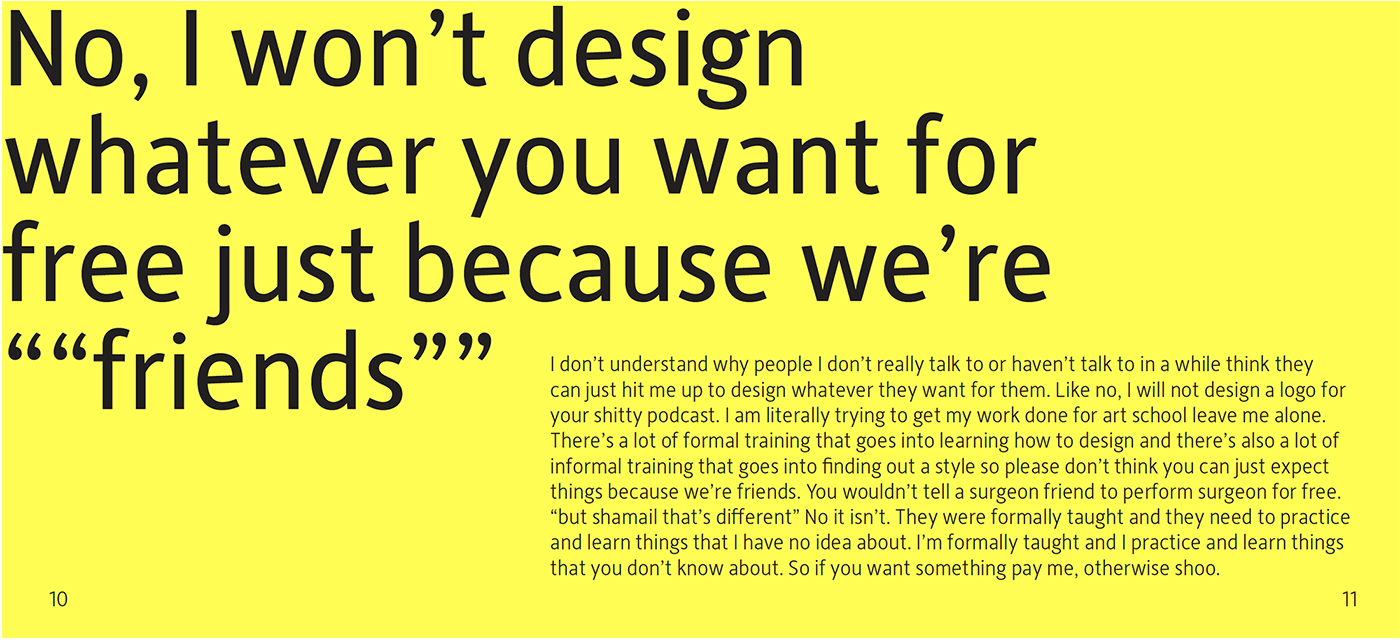 No, I won’t design
whatever you want for
free just because we’re
““friends””
I don’t understand why people I don’t really talk to or haven’t talk to in a while think they
can just hit me up to design whatever they want for them. Like no, I will not design a logo for
your shitty podcast. I am literally trying to get my work done for art school leave me alone.
There’s a lot of formal training that goes into learning how to design and there’s also a lot of
informal training that goes into finding out a style so please don’t think you can just expect
things because we’re friends. You wouldn’t tell a surgeon friend to perform surgeon for free.
“but shamail that’s different” No it isn’t. They were formally taught and they need to practice
and learn things that I have no idea about. I’m formally taught and I practice and learn things
that you don’t know about. So if you want something pay me, otherwise shoo.
10
11